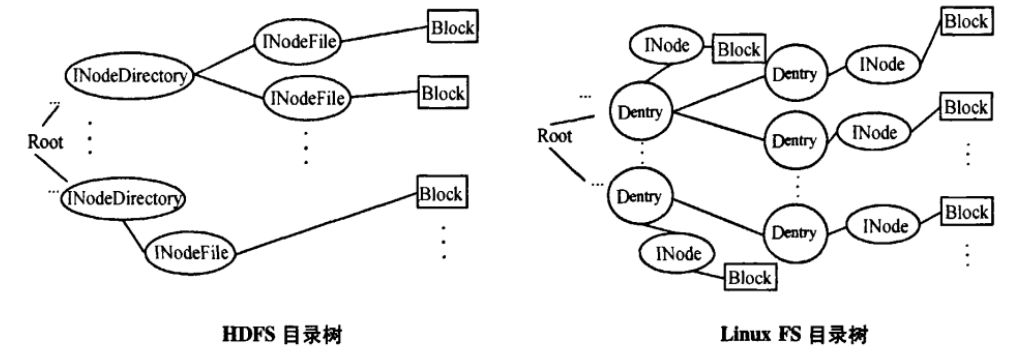 INodeFile
Block
INodeDirectory
INodeFile
Block
...
Root
...
INodeDirectory
Block
INodeFile
HDFS 目录树
INode
Block
Dentry
INode
Block
...
Dentry
Root
Dentry
INode
Block
...
Dentry
Dentry
INode
Block
INode
Block
Linux FS 目录树